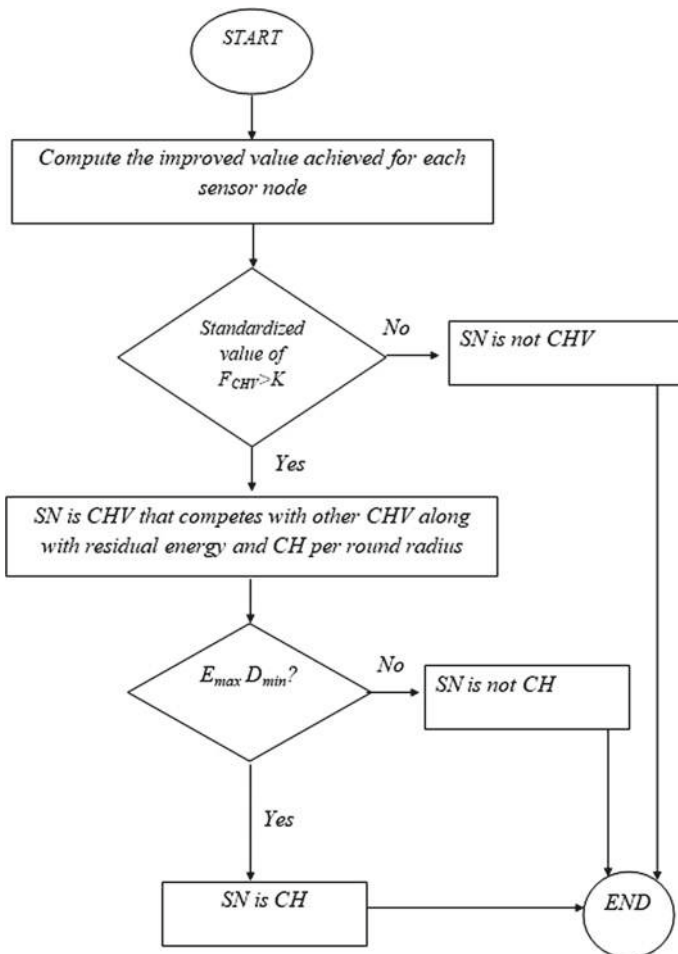 START
Compute the improved value achieved for each
sensor node
Standardized
value of
F_CHV>K
No
SN is not CHV
Yes
SN is CHV that competes with other CHV along
with residual energy and CH per round radius
E_max D_min?
No
SN is not CH
Yes
SN is CH
END